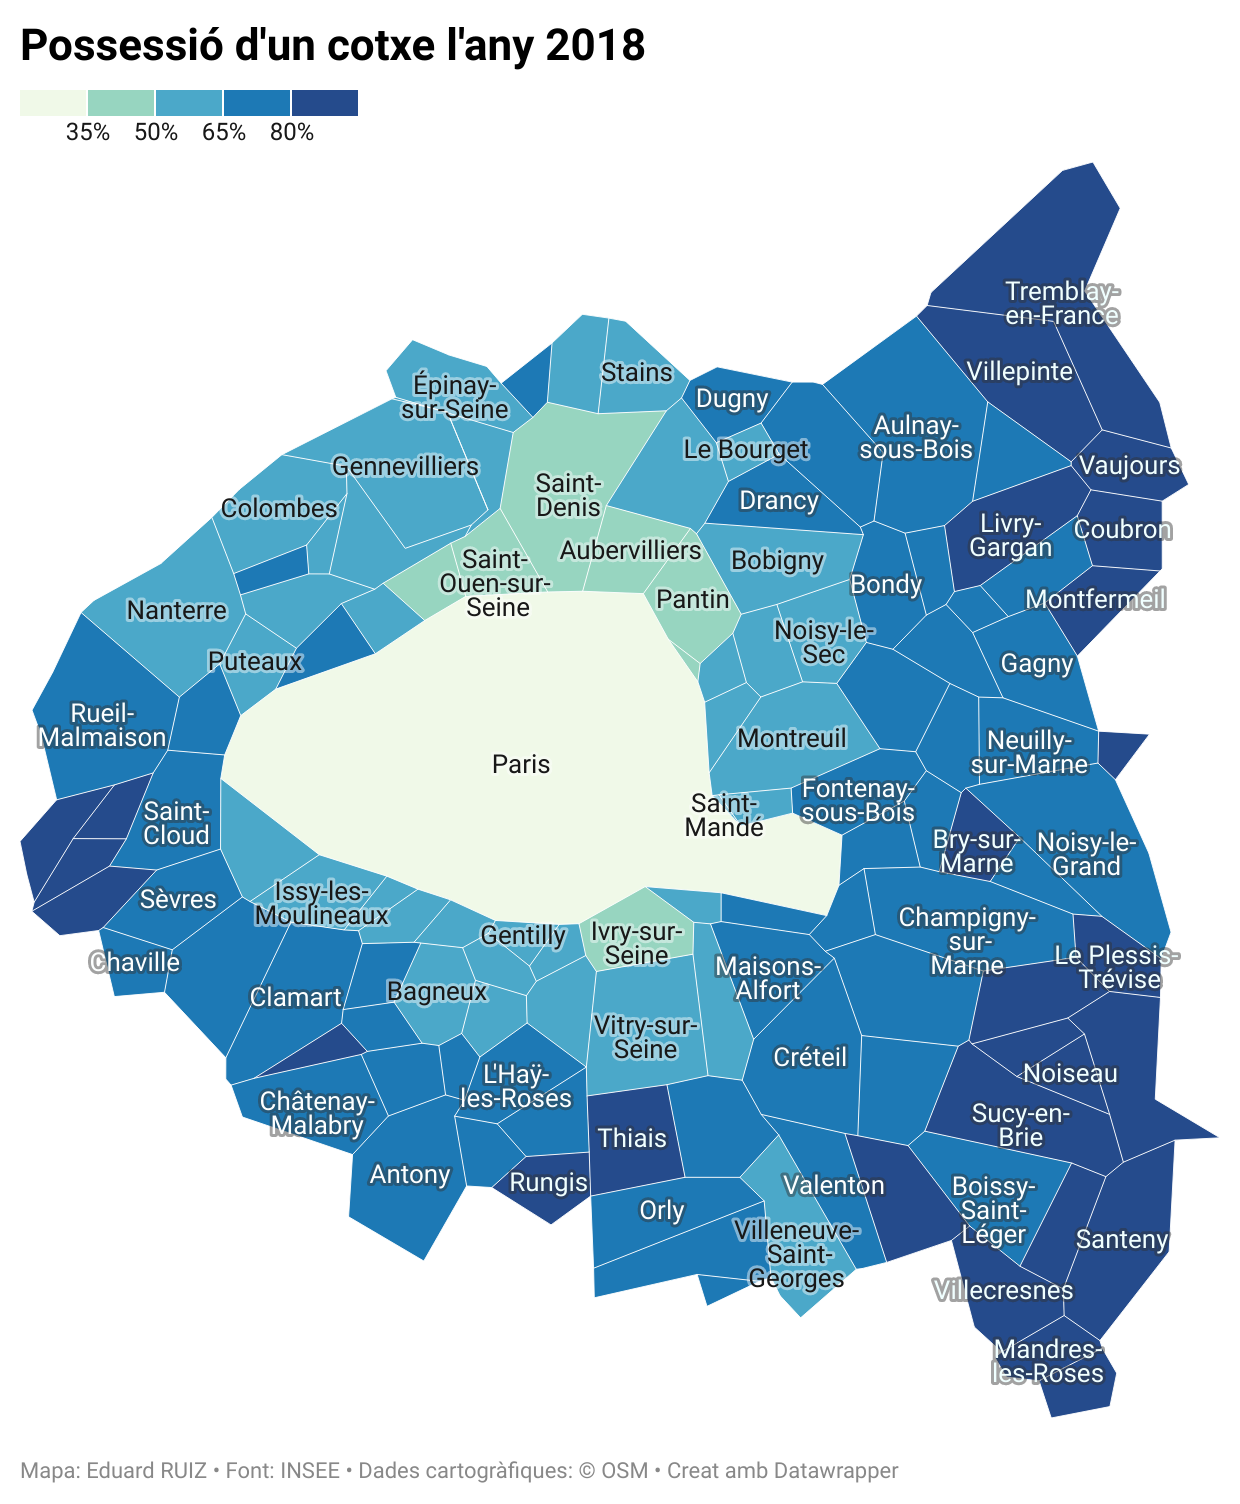 Possessió d'un cotxe l'any 2018
35% 50% 65% 80%
Tremblay-
en-France
Villepinte
Stains
Épinay-
sur-Seine
Dugny
Aulnay-
sous-Bois
Le Bourget
Gennevilliers
Vaujours
Saint-
Denis
Drancy
Colombes
Livry-
Gargan
Coubron
Aubervilliers
Saint-
Ouen-sur-
Seine
Bobigny
Bondy
Pantin
Montfermeil
Nanterre
Noisy-le-
Sec
Puteaux
Gagny
Rueil-
Malmaison
Montreuil
Neuilly-
sur-Marne
Paris
Saint-
Mandé
Fontenay-
sous-Bois
Saint-
Cloud
Bry-sur-
Marne
Noisy-le-
Grand
Sèvres
Issy-les-
Moulineaux
Gentilly
Ivry-sur-
Seine
Champigny-
sur-
Marne
Chaville
Le Plessis-
Trévise
Maisons-
Alfort
Clamart
Bagneux
Vitry-sur-
Seine
Créteil
L'Haÿ-
les-Roses
Noiseau
Châtenay-
Malabry
Sucy-en-
Brie
Thiais
Antony
Rungis
Valenton
Boissy-
Saint-
Léger
Orly
Villeneuve-
Saint-
Georges
Santeny
Villecresnes
Mandres-
les-Roses
Mapa: Eduard RUIZ • Font: INSEE • Dades cartogràfiques: © OSM • Creat amb Datawrapper